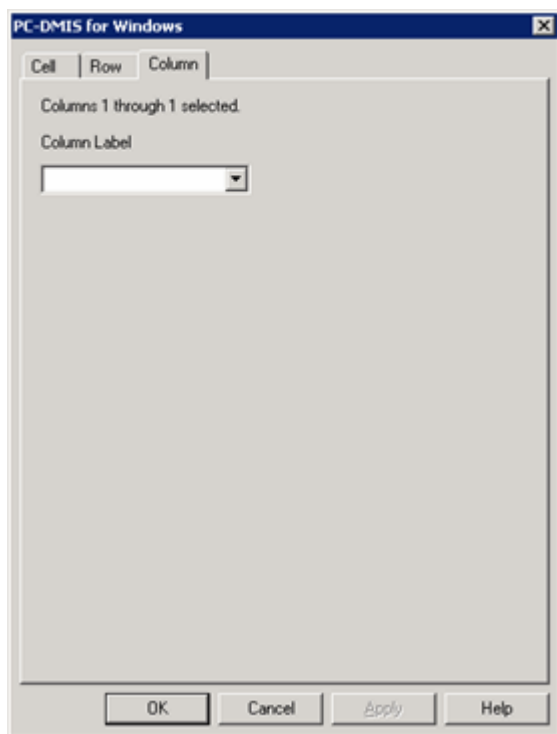 PC-DMIS for Windows
Cell Row Column
Columns 1 through 1 selected.
Column Label
OK Cancel Apply Help